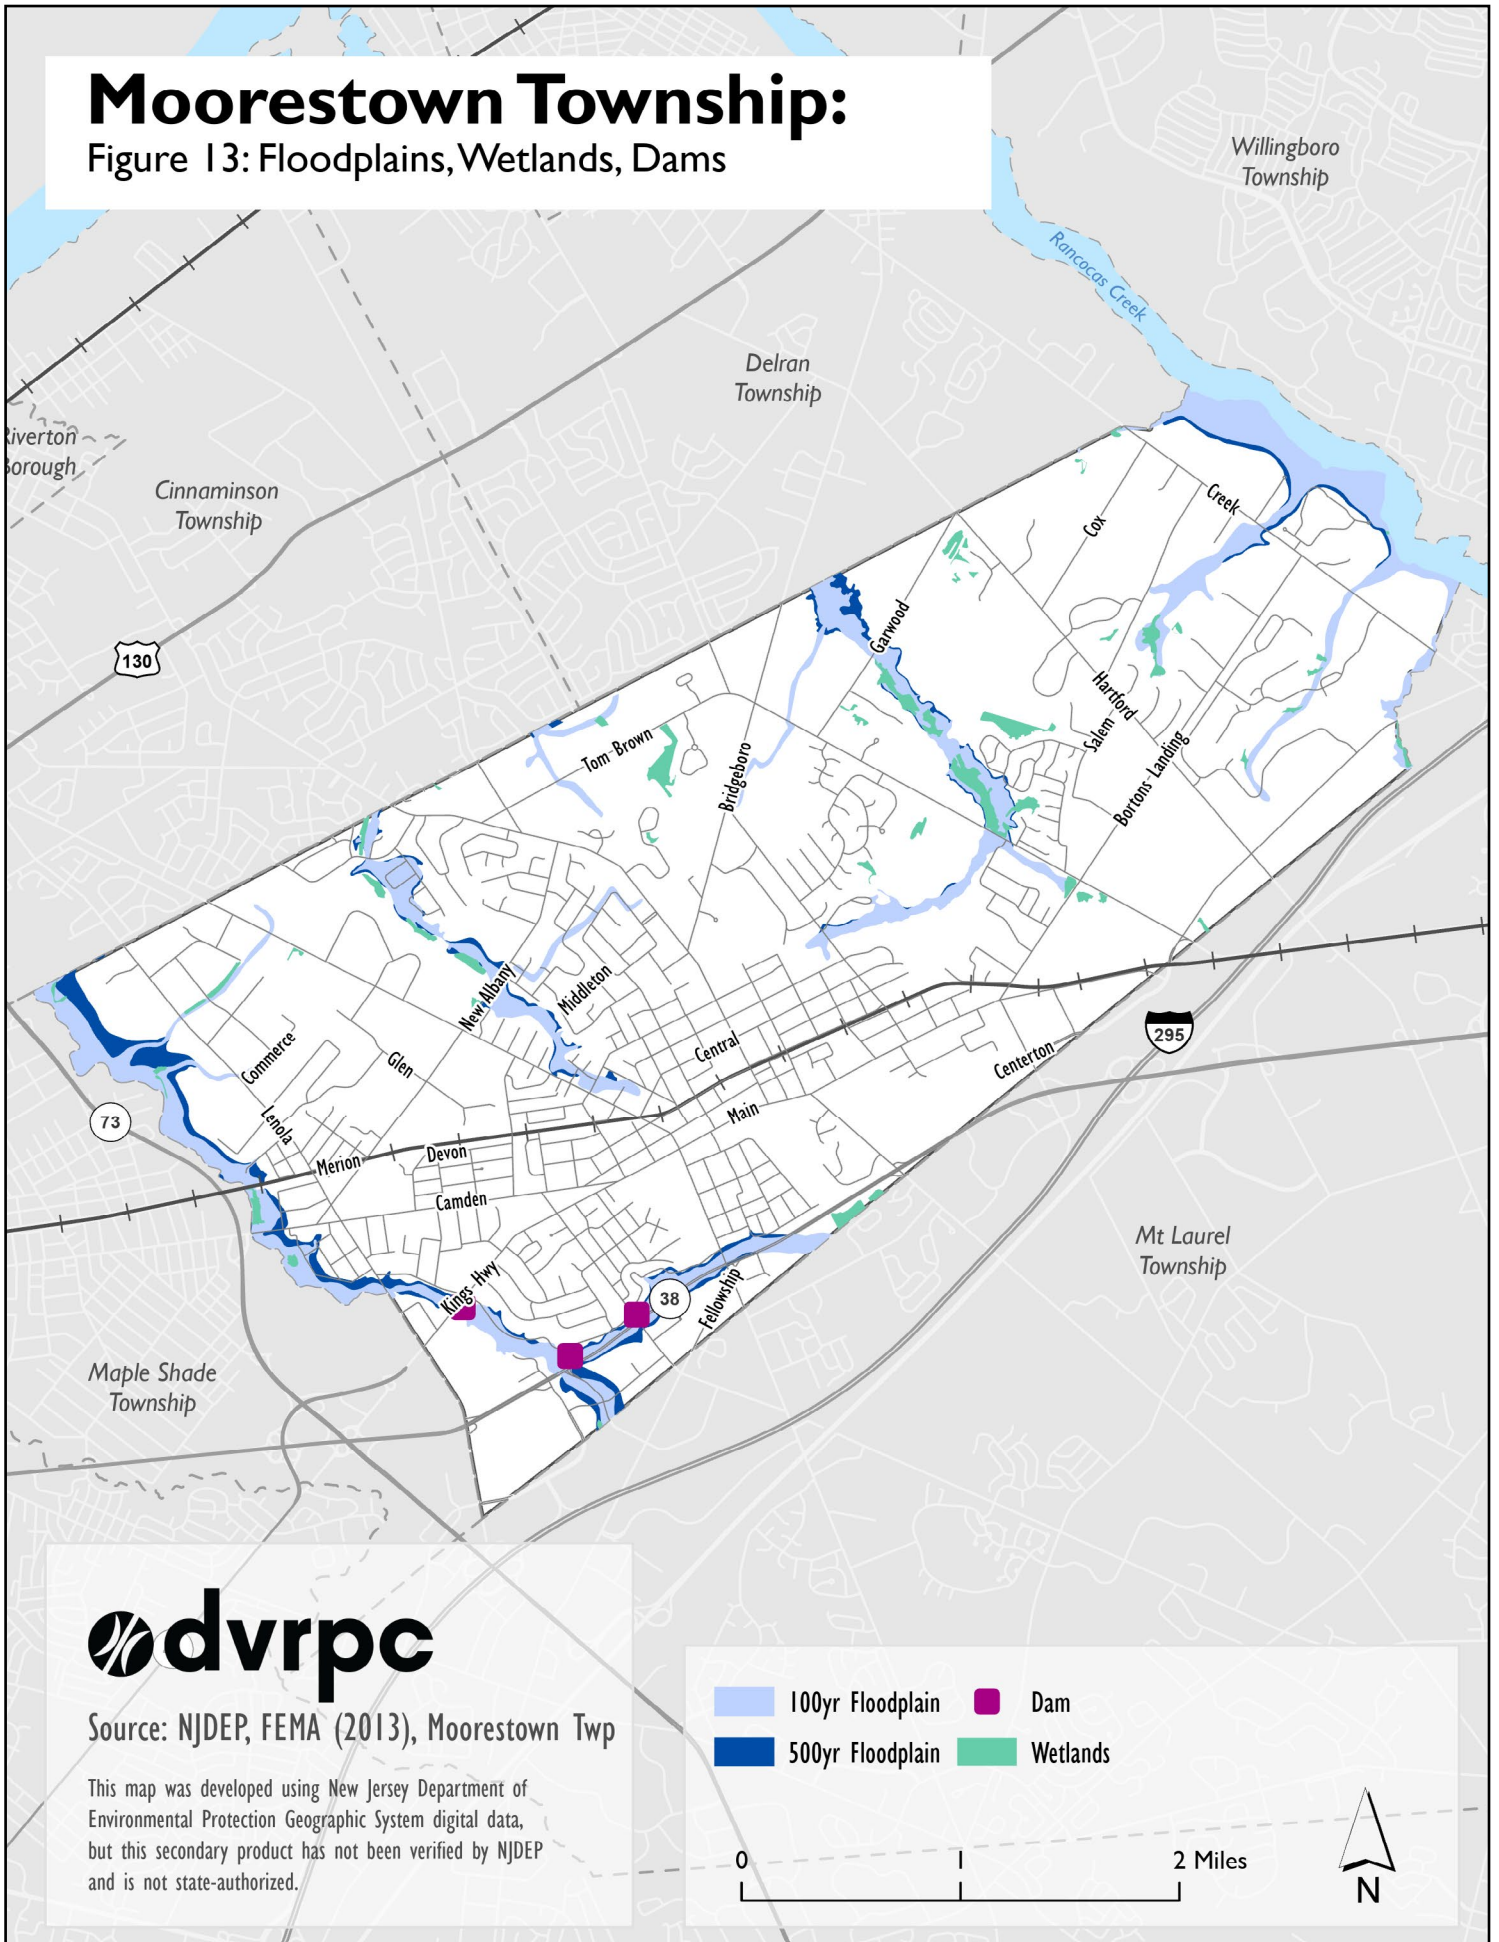 Moorestown Township:
Figure 13: Floodplains, Wetlands, Dams
Willingboro
Township
Rancocas Creek
Delran
Township
Riverton
Borough
Cinnaminson
Township
Creek
Cox
130
Garwood
Hartford
Salem
Tom-Brown
Bridgeboro
Bortons-Landing
New-Albany
Middleton
295
Commerce
Central
Glen
Centerton
73
Lenola
Main
Merion
Devon
Camden
Mt Laurel
Township
Kings-Hwy
38
Fellowship
Maple Shade
Township
dvrpc
Source: NJDEP, FEMA (2013), Moorestown Twp
This map was developed using New Jersey Department of
Environmental Protection Geographic System digital data,
but this secondary product has not been verified by NJDEP
and is not state-authorized.
100yr Floodplain
Dam
500yr Floodplain
Wetlands
0
1
2 Miles
N